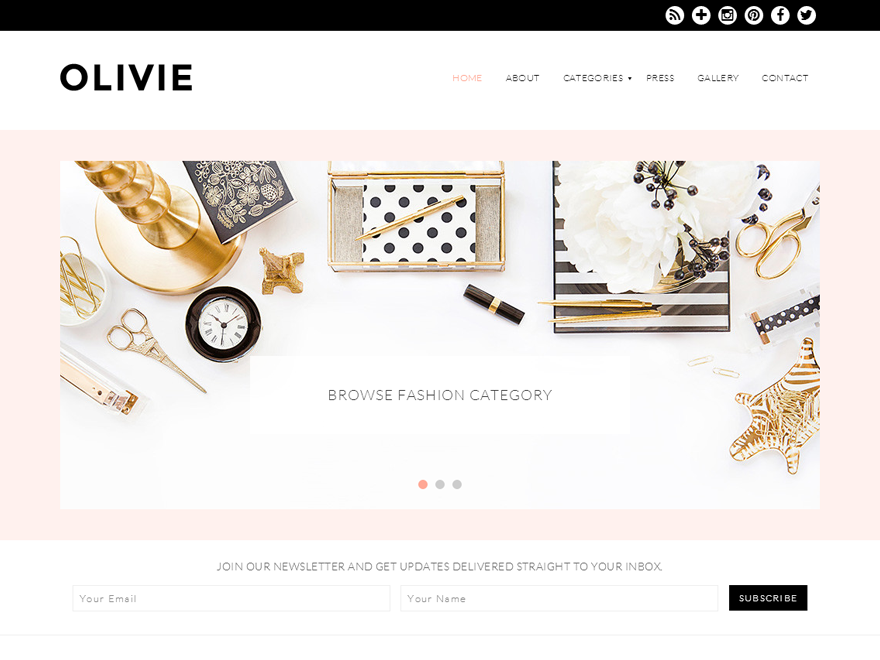 OLIVIE
HOME ABOUT CATEGORIES PRESS GALLERY CONTACT
BROWSE FASHION CATEGORY
JOIN OUR NEWSLETTER AND GET UPDATES DELIVERED STRAIGHT TO YOUR INBOX.
Your Email Your Name SUBSCRIBE